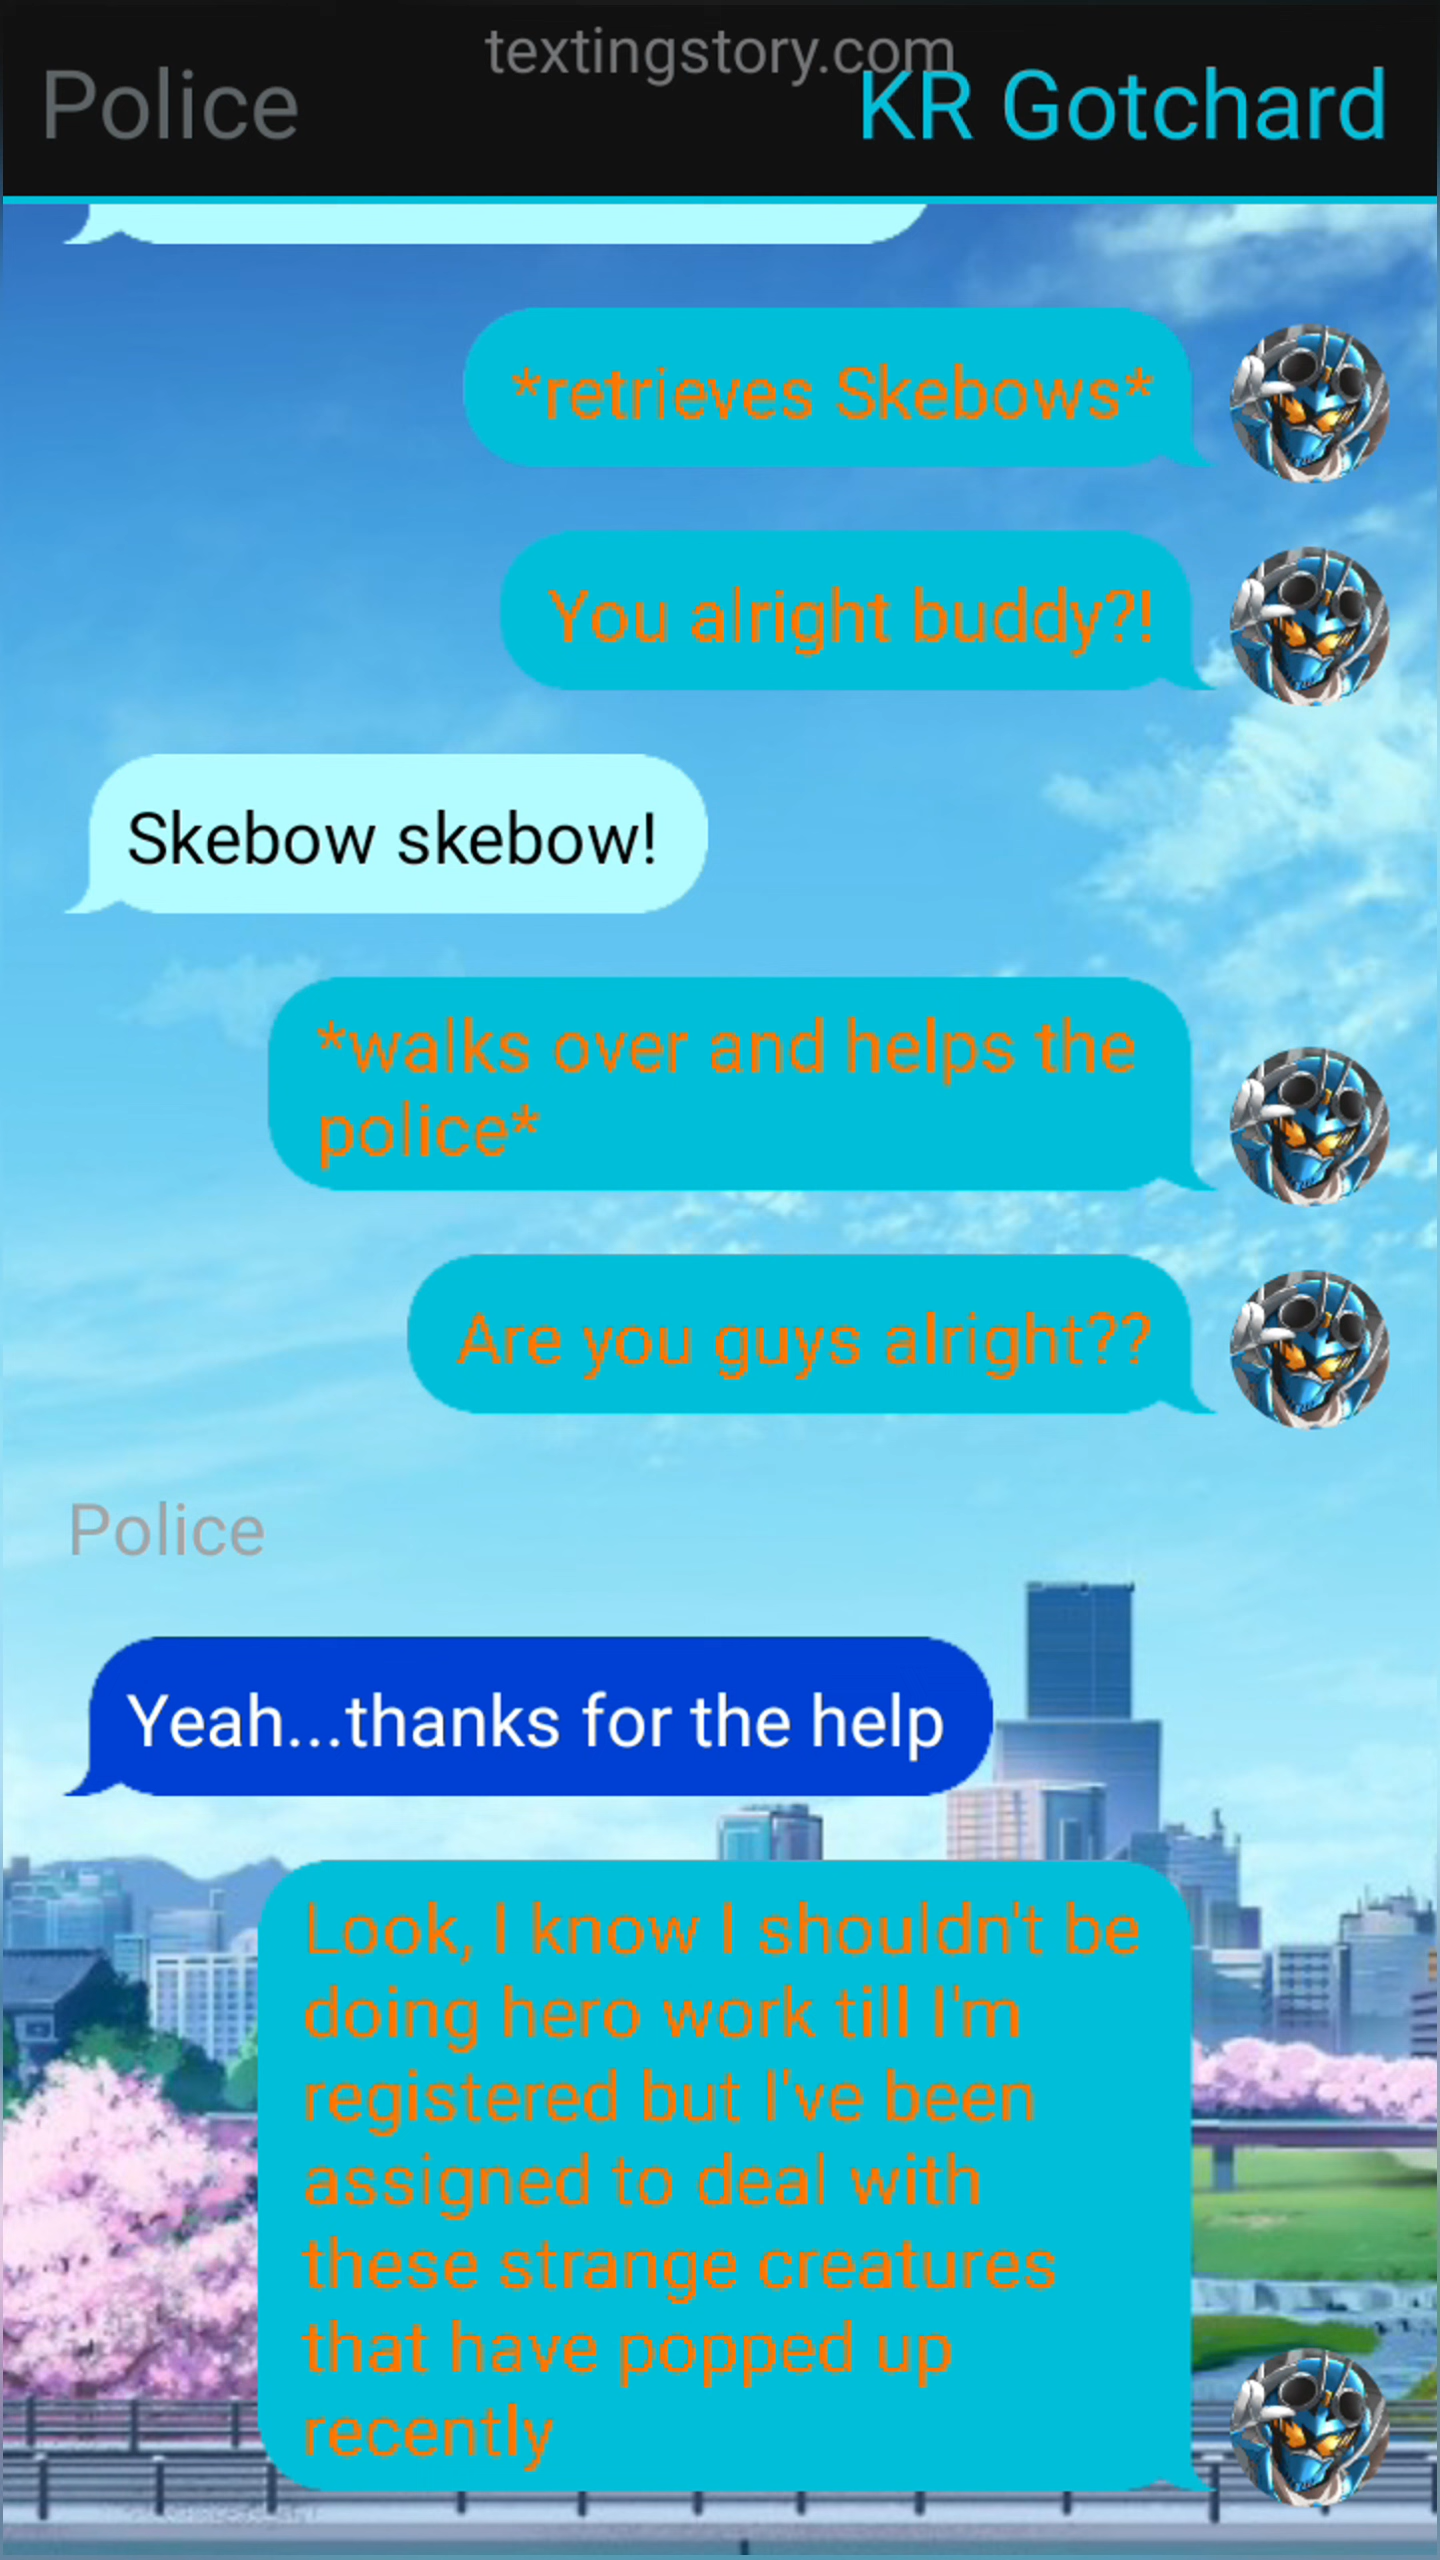 textingstory.com
Police
KR Gotchard
*retrieves Skebows*
You alright buddy?!
Skebow skebow!
*walks over and helps the
police*
Are you guys alright??
Police
Yeah...thanks for the help
Look, I know I shouldn't be
doing hero work till I'm
registered but I've been
assigned to deal with
these strange creatures
that have popped up
recently